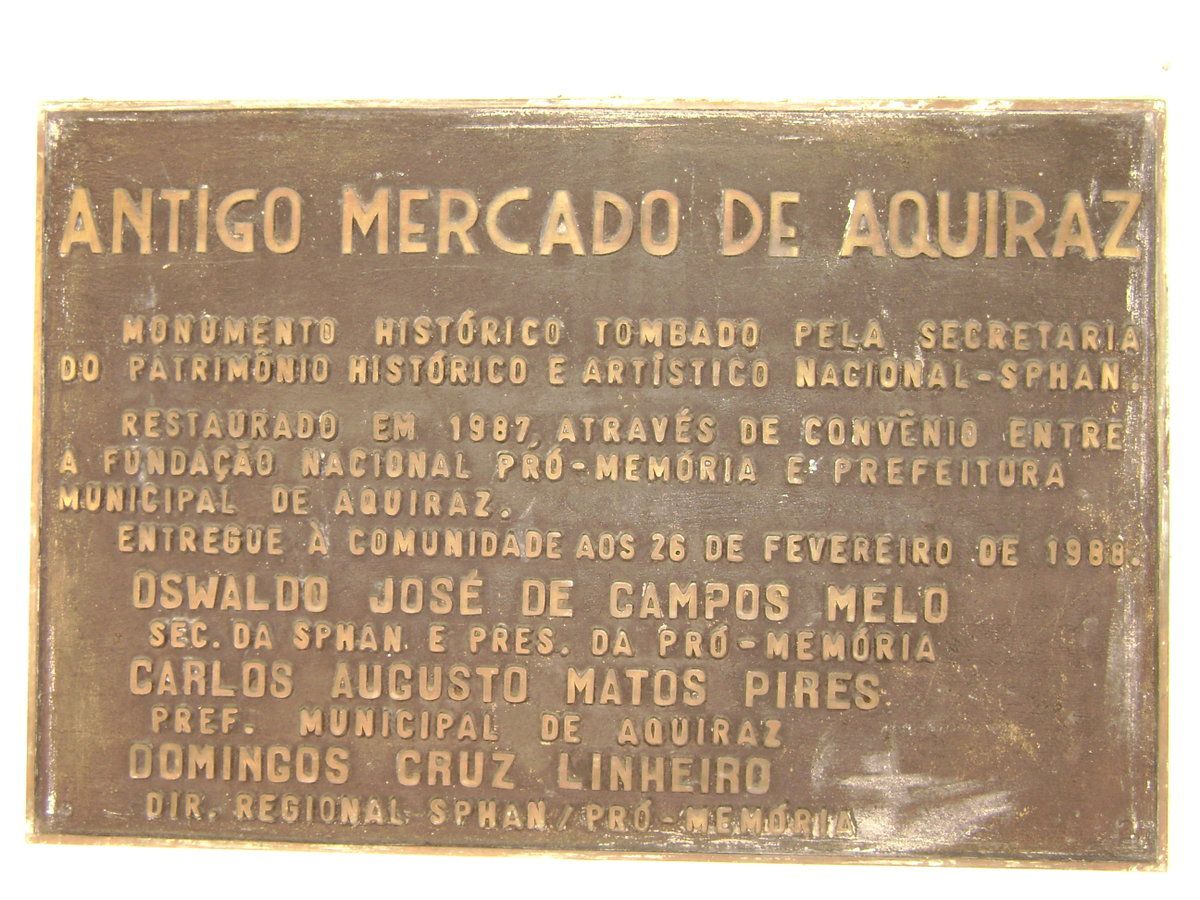 ANTIGO MERCADO DE AQUIRAZ
MONUMENTO HISTÓRICO TOMBADO PELA SECRETARIA
DO PATRIMÔNIO HISTÓRICO E ARTÍSTICO NACIONAL-SPHAN.
RESTAURADO EM 1987, ATRAVÉS DE CONVÊNIO ENTRE
A FUNDAÇÃO NACIONAL PRÓ-MEMÓRIA E PREFEITURA
MUNICIPAL DE AQUIRAZ.
ENTREGUE À COMUNIDADE AOS 26 DE FEVEREIRO DE 1988.
OSWALDO JOSÉ DE CAMPOS MELO
SEC. DA SPHAN E PRES. DA PRÓ-MEMÓRIA
CARLOS AUGUSTO MATOS PIRES
PREF. MUNICIPAL DE AQUIRAZ
DOMINGOS CRUZ LINHEIRO
DIR. REGIONAL SPHAN/PRÓ-MEMÓRIA